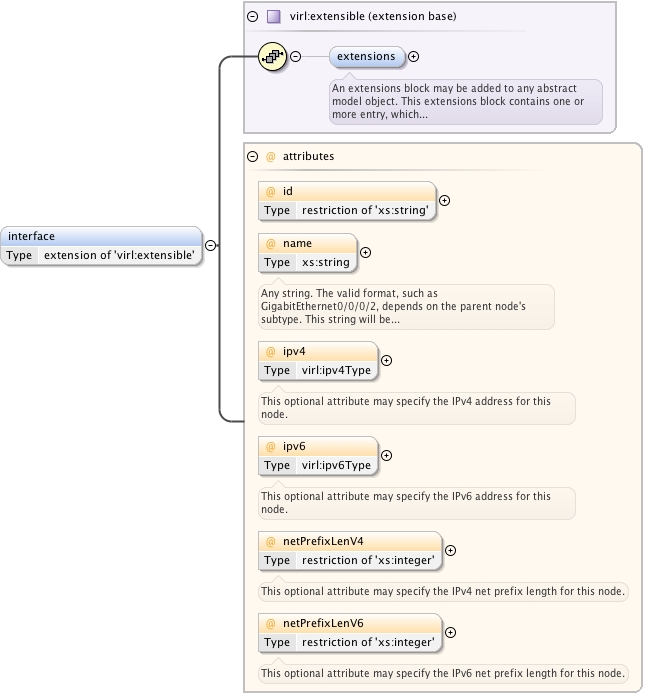 virl:extensible (extension base)
extensions
An extensions block may be added to any abstract
model object. This extensions block contains one or
more entry, which...
interface
Type extension of 'virl:extensible'
@ attributes
@ id
Type restriction of 'xs:string'
@ name
Type xs:string
Any string. The valid format, such as
GigabitEthernet0/0/0/2, depends on the parent node's
subtype. This string will be...
@ ipv4
Type virl:ipv4Type
This optional attribute may specify the IPv4 address for this
node.
@ ipv6
Type virl:ipv6Type
This optional attribute may specify the IPv6 address for this
node.
@ netPrefixLenV4
Type restriction of 'xs:integer'
This optional attribute may specify the IPv4 net prefix length for this node.
@ netPrefixLenV6
Type restriction of 'xs:integer'
This optional attribute may specify the IPv6 net prefix length for this node.